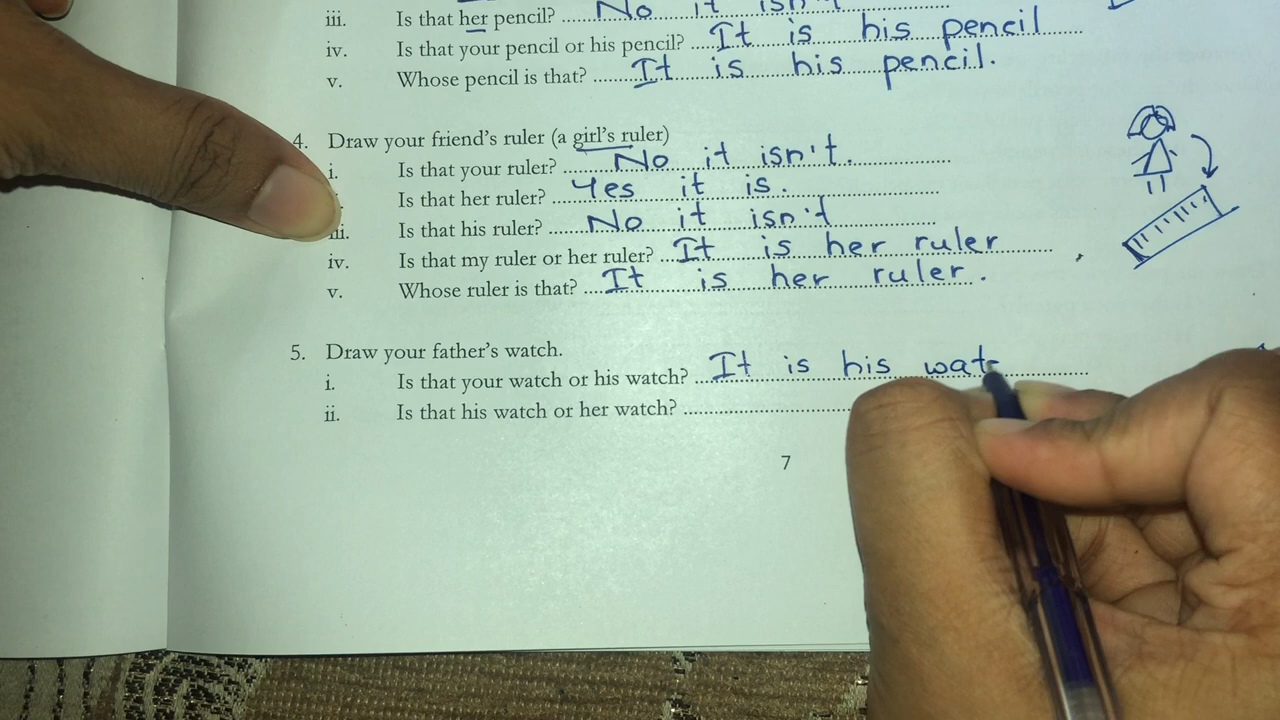 iii. Is that her pencil? ........ No it isn't
iv. Is that your pencil or his pencil? ..... It is his pencil
v. Whose pencil is that? ........ It is his pencil.
4. Draw your friend's ruler (a girl's ruler)
i. Is that your ruler? ........ No it isn't.
Is that her ruler? ........ Yes it is.
iii. Is that his ruler? ........ No it isn't
iv. Is that my ruler or her ruler? ... It is her ruler
v. Whose ruler is that? ..... It is her ruler.
5. Draw your father's watch.
i. Is that your watch or his watch? ..... It is his wat
ii. Is that his watch or her watch? ........
7